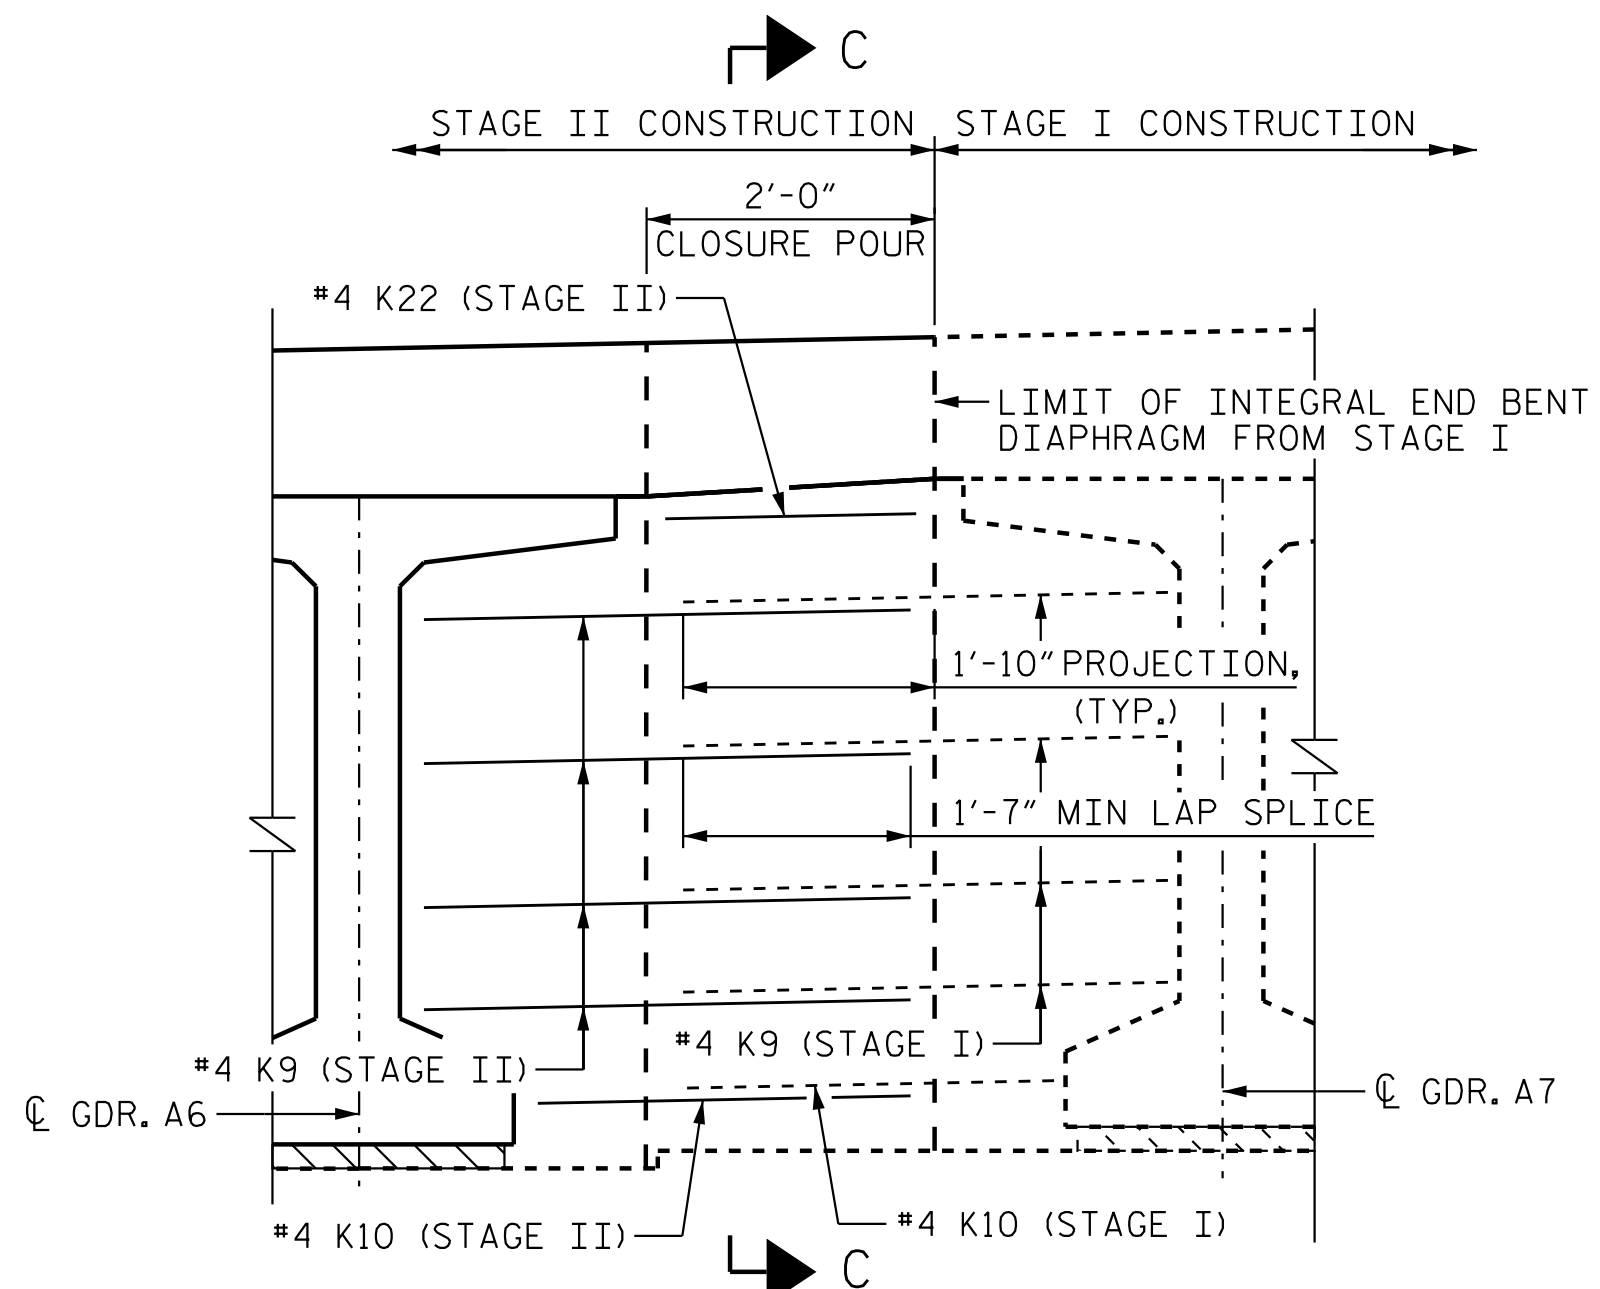 C
STAGE II CONSTRUCTION STAGE I CONSTRUCTION
2'-0"
CLOSURE POUR
#4 K22 (STAGE II)
LIMIT OF INTEGRAL END BENT
DIAPHRAGM FROM STAGE I
1'-10" PROJECTION,
(TYP.)
1'-7" MIN LAP SPLICE
#4 K9 (STAGE I)
#4 K9 (STAGE II)
℄ GDR. A6
℄ GDR. A7
#4 K10 (STAGE II)
#4 K10 (STAGE I)
C